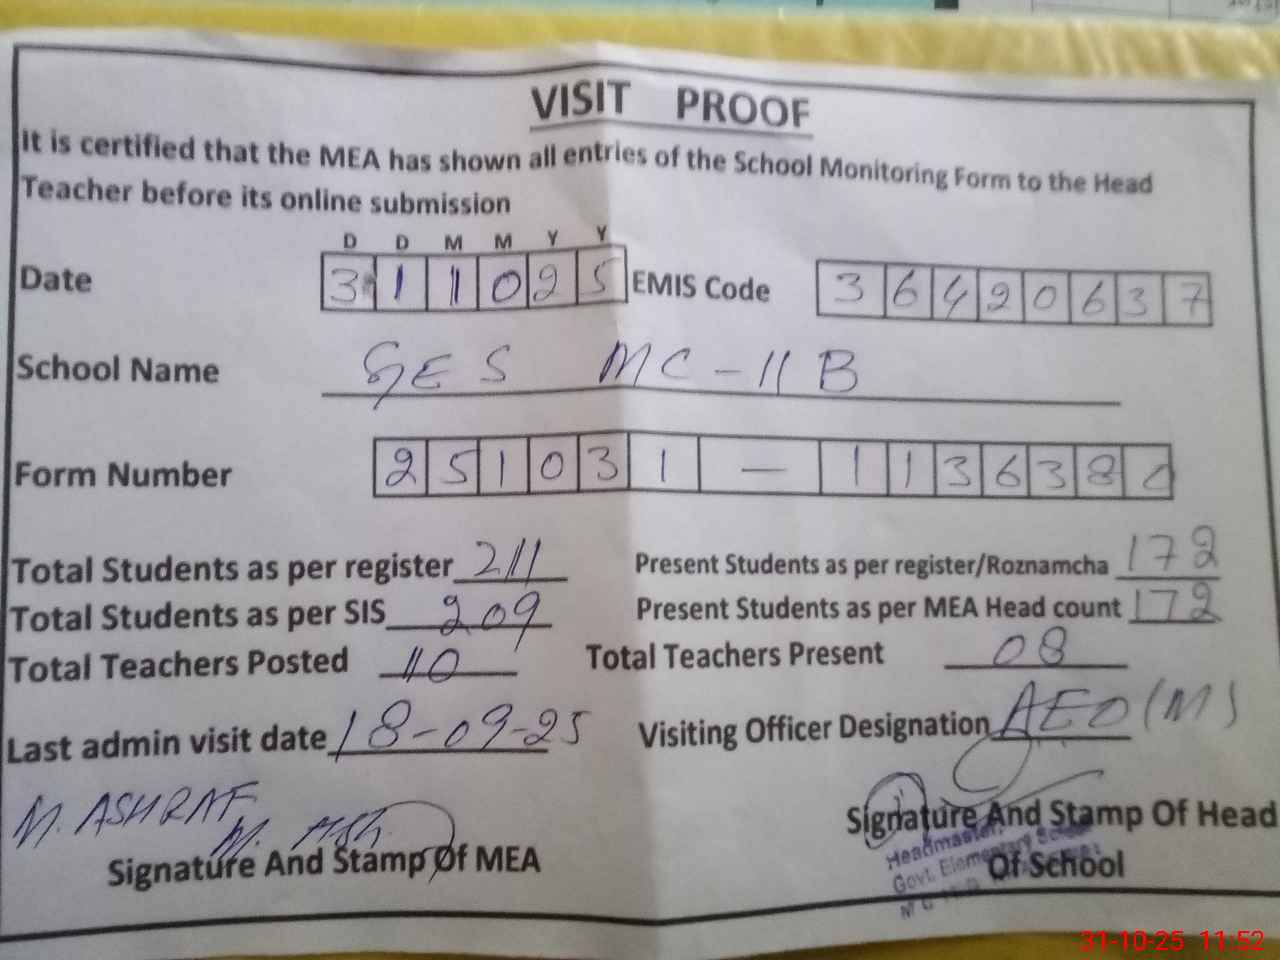 VISIT PROOF
It is certified that the MEA has shown all entries of the School Monitoring Form to the Head
Teacher before its online submission
D D M M Y Y
Date 3 1 1 0 2 5 EMIS Code 3 6 4 2 0 6 3 7
School Name GES MC-11 B
Form Number 2 5 1 0 3 1 — 1 1 3 6 3 8
Total Students as per register 211 Present Students as per register/Roznamcha 172
Total Students as per SIS 209 Present Students as per MEA Head count 172
Total Teachers Posted 10 Total Teachers Present 08
Last admin visit date 18-09-25 Visiting Officer Designation AEO(M)
M. ASHRAF
M. Ash
Signature And Stamp Of MEA
Signature And Stamp Of Head
Of School
Headmaster
Govt. Elementary
31-10-25 11:52